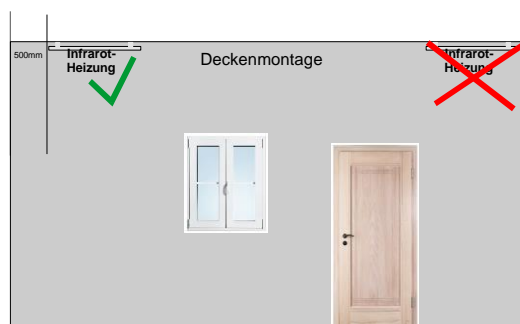 500mm
Infrarot-
Heizung
Deckenmontage
Infrarot-
Heizung